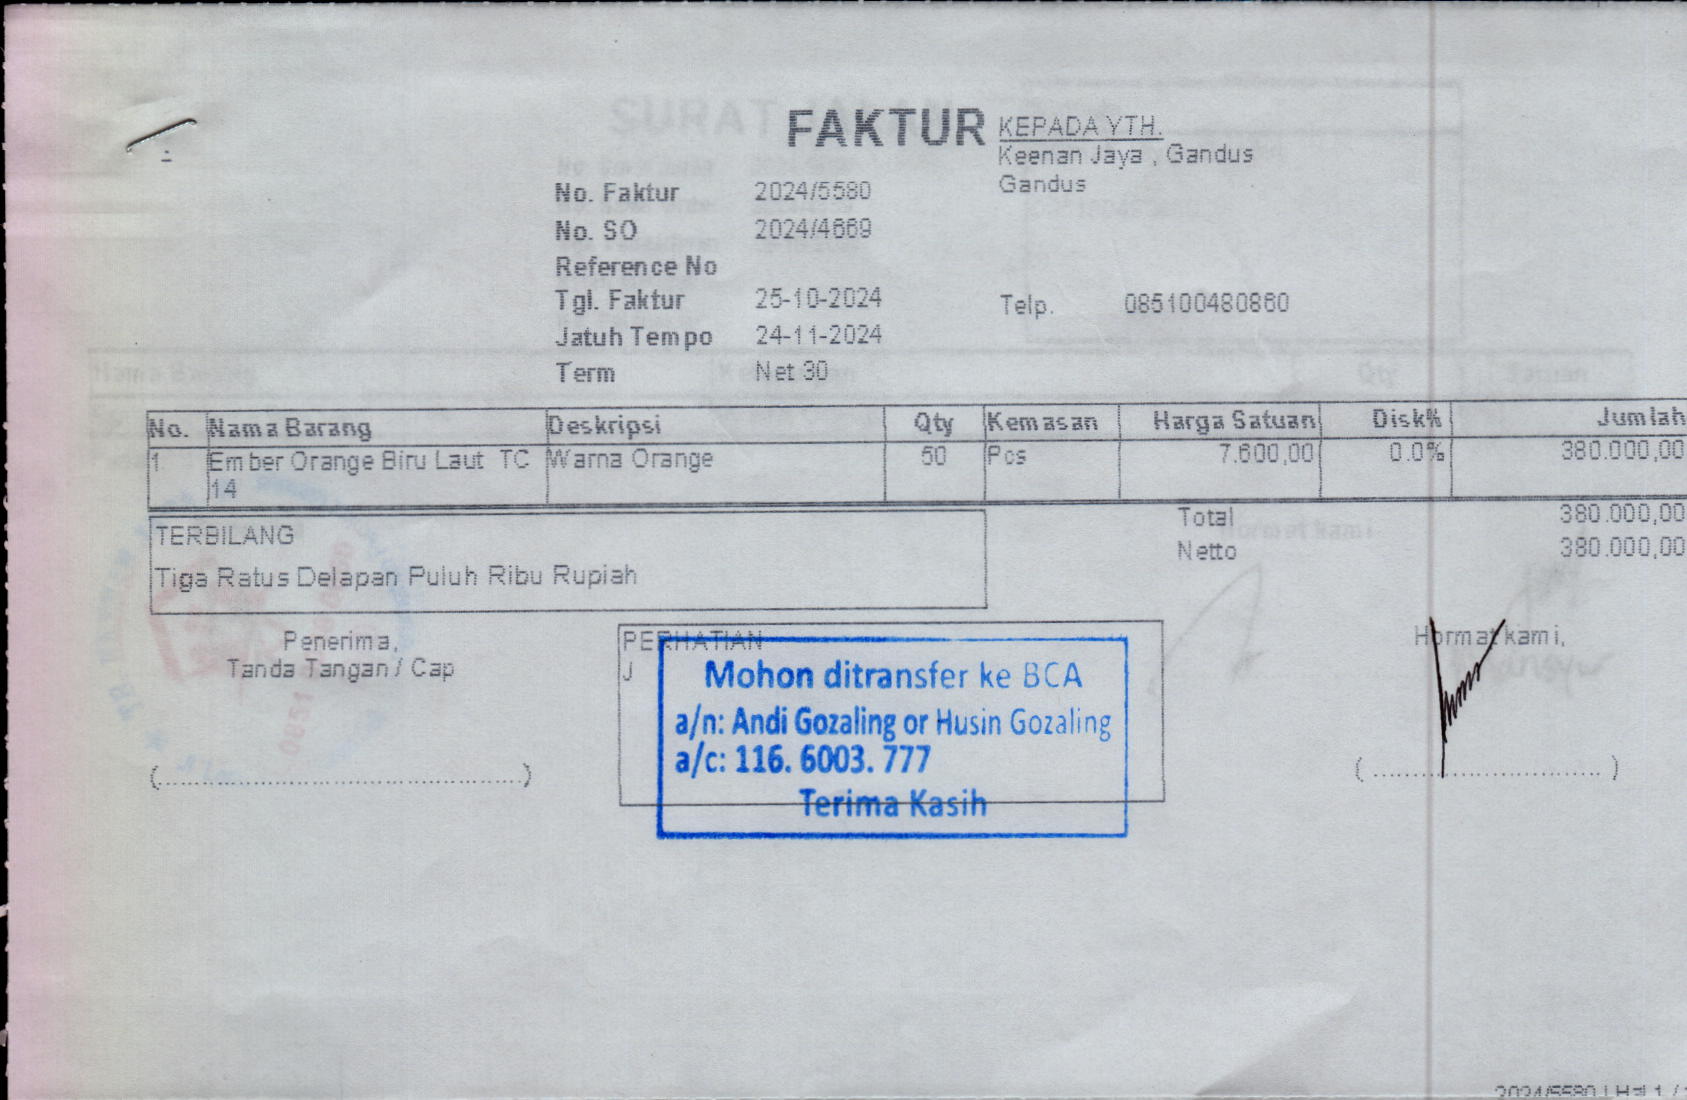 FAKTUR
KEPADA YTH.
Keenan Jaya , Gandus
Gandus
No. Faktur 2024/5580
No. SO 2024/4669
Reference No
Tgl. Faktur 25-10-2024
Telp. 085100480860
Jatuh Tempo 24-11-2024
Term Net 30
No. Nama Barang Deskripsi Qty Kemasan Harga Satuan Disk% Jumlah
1 Ember Orange Biru Laut TC Warna Orange 50 Pcs 7.600,00 0.0% 380.000,00
14
Total 380.000,00
Netto 380.000,00
TERBILANG
Tiga Ratus Delapan Puluh Ribu Rupiah
Penerima,
Tanda Tangan / Cap
PERHATIAN
J
Mohon ditransfer ke BCA
a/n: Andi Gozaling or Husin Gozaling
a/c: 116. 6003. 777
Terima Kasih
Hormat kami,
(..............................................)
( ............................. )
2024/5580 | Hal 1 /